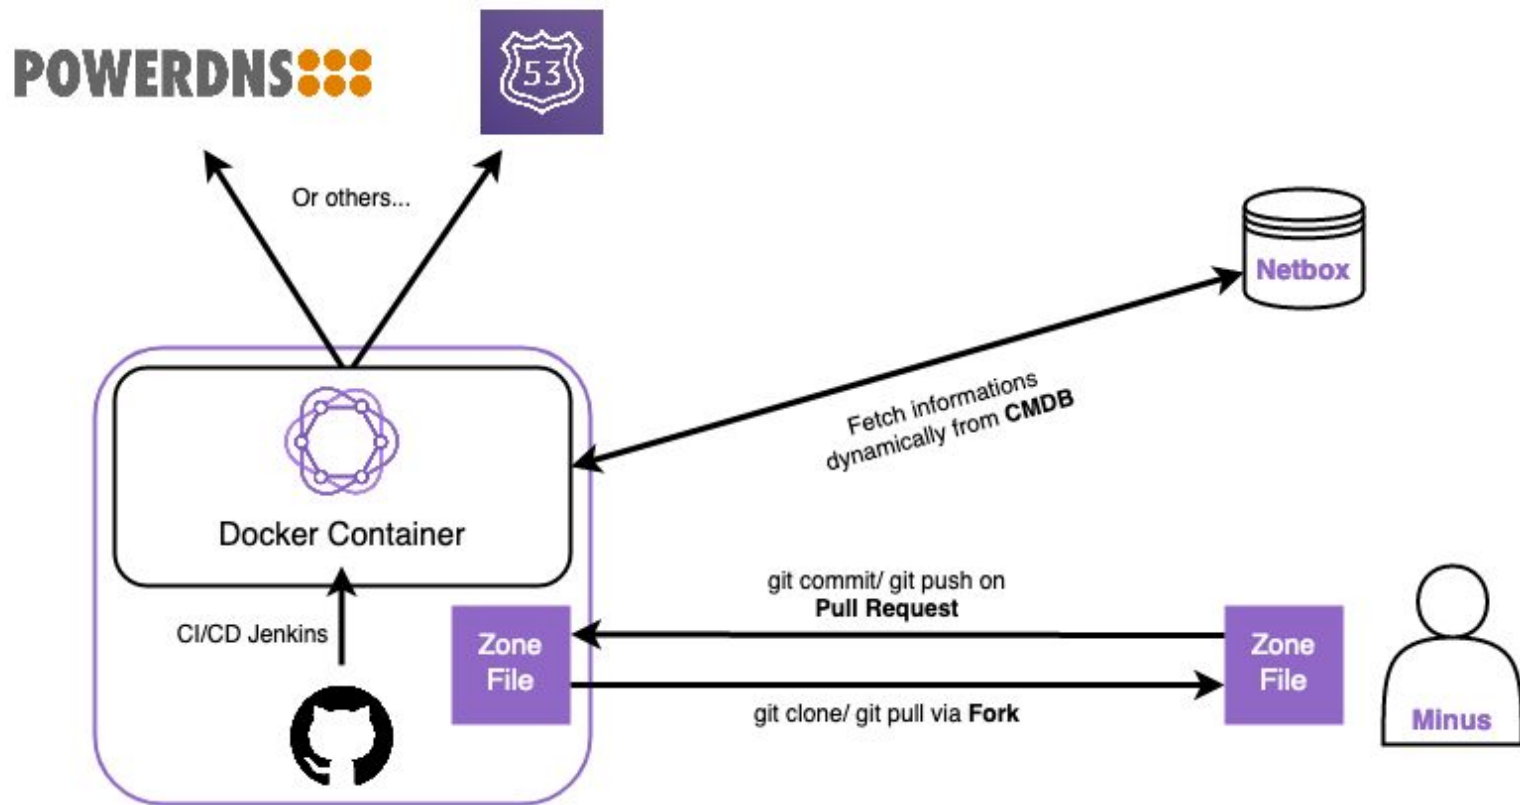 POWERDNS
53
Or others...
Netbox
Fetch informations
dynamically from CMDB
Docker Container
CI/CD Jenkins
Zone
File
git commit/ git push on
Pull Request
git clone/ git pull via Fork
Zone
File
Minus